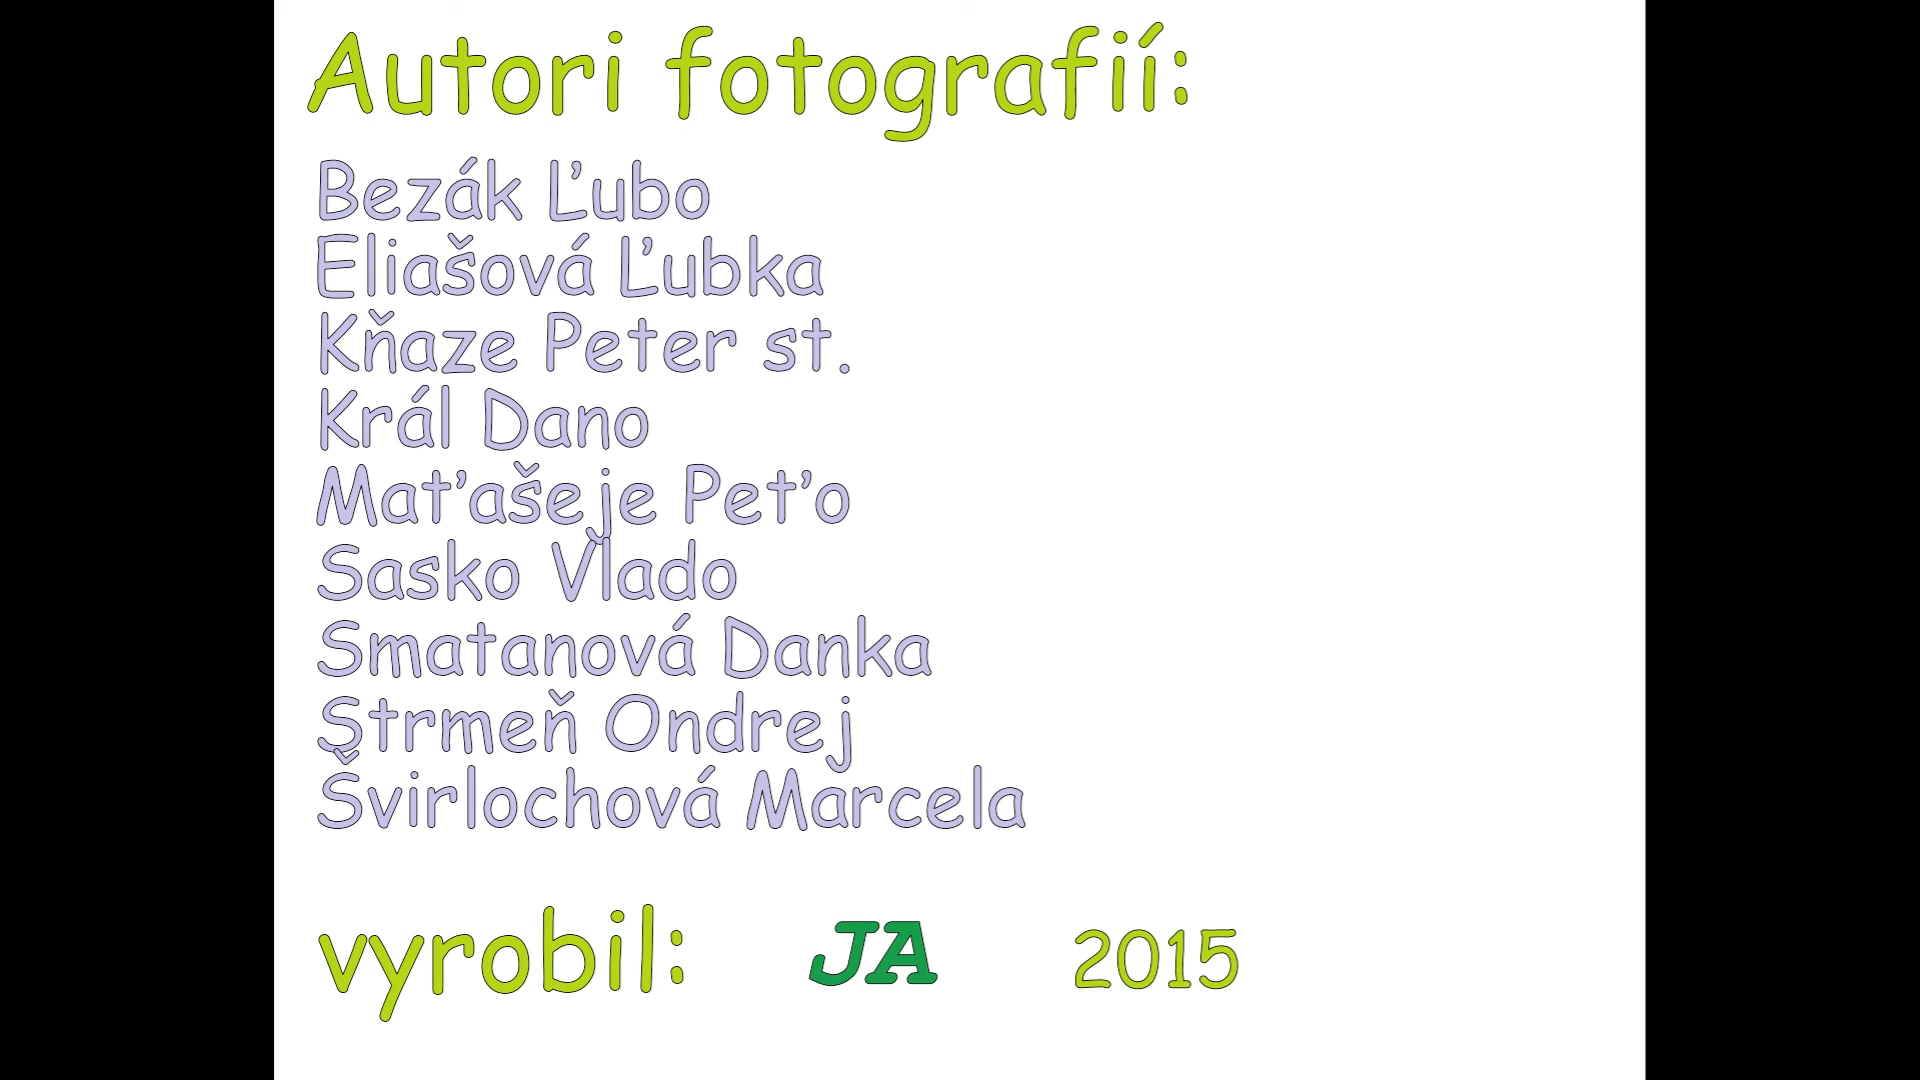 Autori fotografií:
Bezák Ľubo
Eliašová Ľubka
Kňaze Peter st.
Král Dano
Maťašeje Peťo
Sasko Vlado
Smatanová Danka
Strmeň Ondrej
Švirlochová Marcela
vyrobil: JA 2015